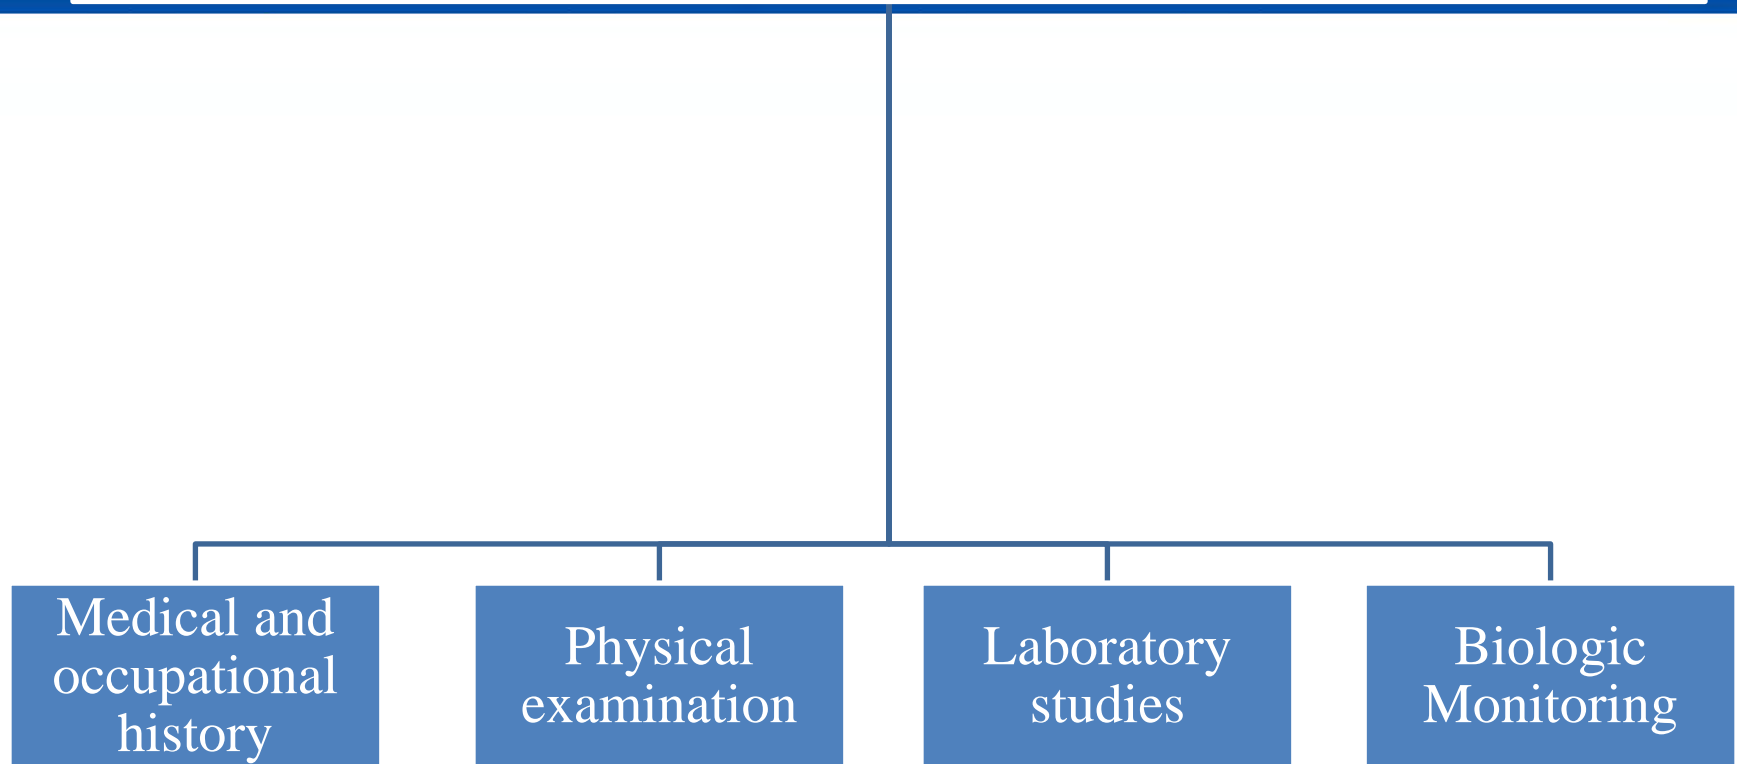 Medical and
occupational
history
Physical
examination
Laboratory
studies
Biologic
Monitoring